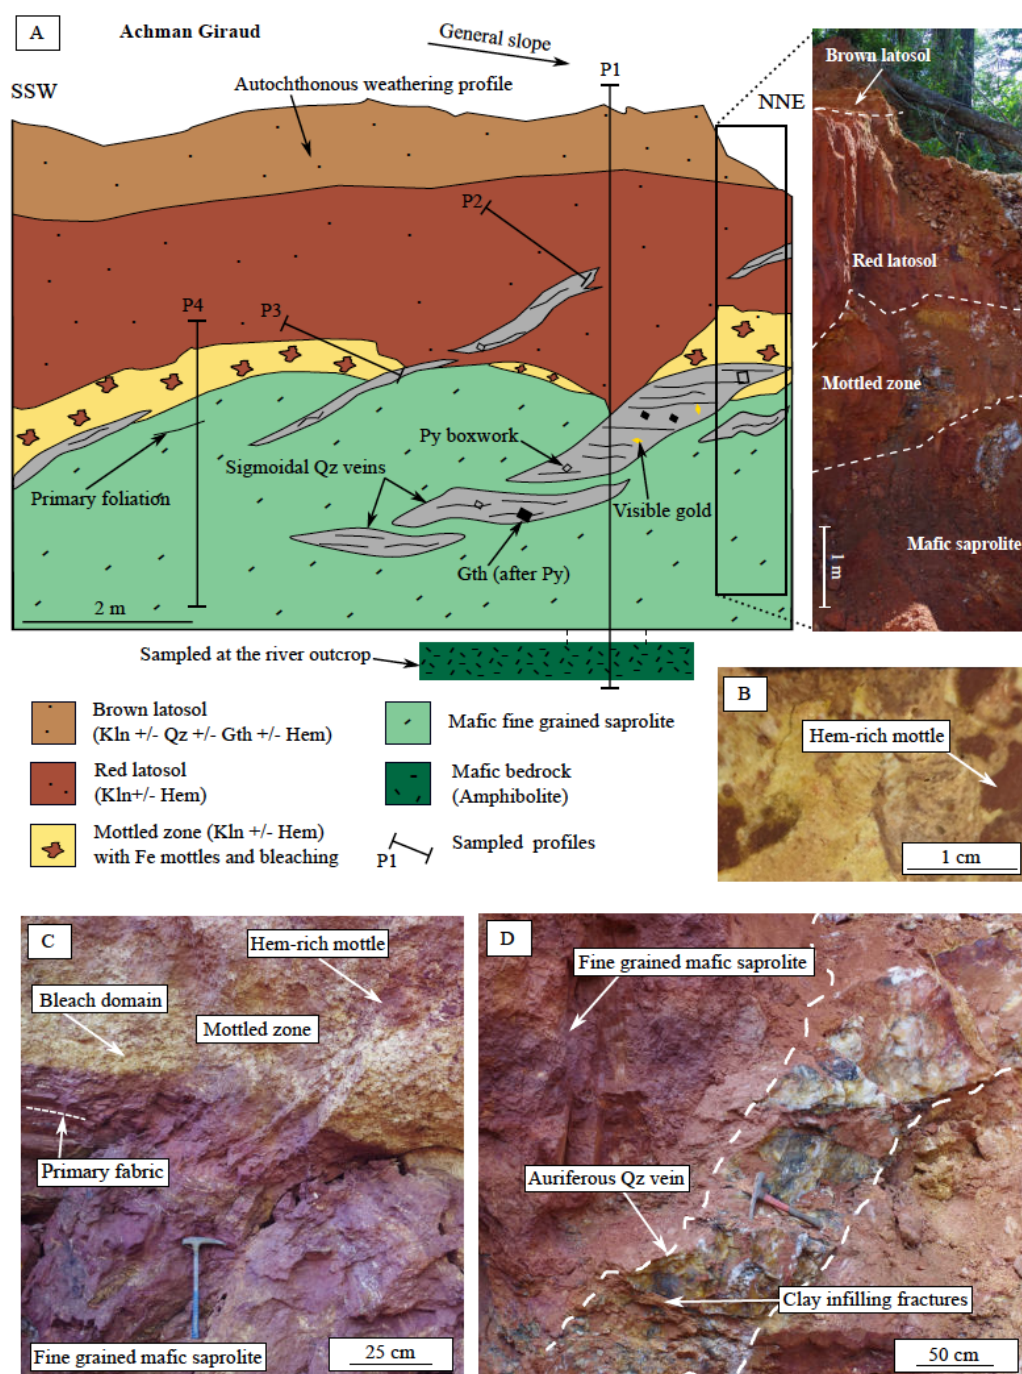 A
Achman Giraud
General slope
SSW
P1
NNE
Autochthonous weathering profile
P2
P4
P3
Py boxwork
Sigmoidal Qz veins
Primary foliation
Visible gold
Gth (after Py)
2 m
Sampled at the river outcrop
Brown latosol
Red latosol
Mottled zone
Mafic saprolite
1 m
Brown latosol
(Kln +/- Qz +/- Gth +/- Hem)
Red latosol
(Kln+/- Hem)
Mottled zone (Kln +/- Hem)
with Fe mottles and bleaching
Mafic fine grained saprolite
Mafic bedrock
(Amphibolite)
P1
Sampled profiles
B
Hem-rich mottle
1 cm
C
Hem-rich mottle
Bleach domain
Mottled zone
Primary fabric
Fine grained mafic saprolite
25 cm
D
Fine grained mafic saprolite
Auriferous Qz vein
Clay infilling fractures
50 cm